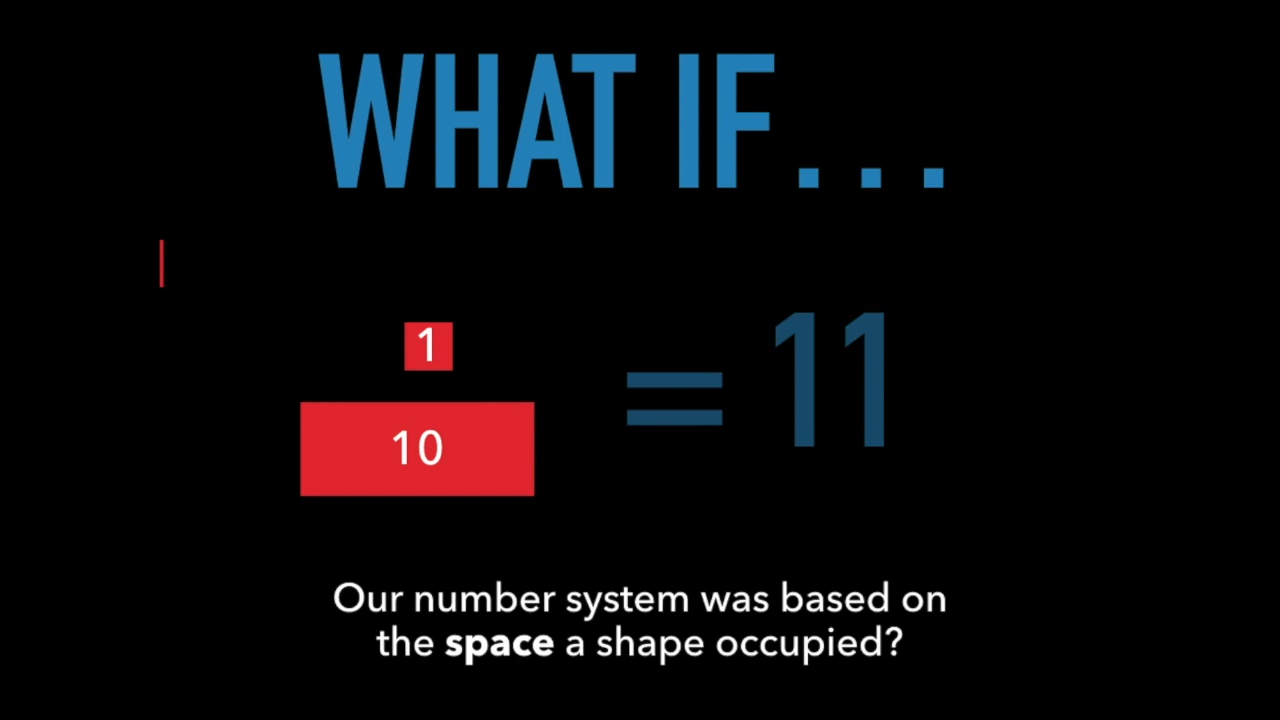 WHAT IF...
1
10
= 11
Our number system was based on
the space a shape occupied?